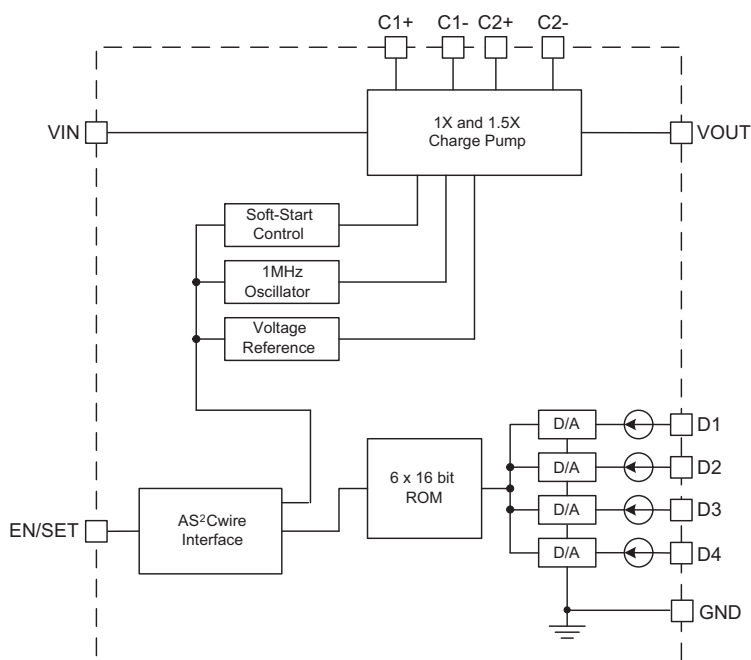 C1+ C1- C2+ C2-
VIN
1X and 1.5X
Charge Pump
VOUT
Soft-Start
Control
1MHz
Oscillator
Voltage
Reference
D/A
D1
D/A
D2
6 x 16 bit
ROM
D/A
D3
EN/SET
AS²Cwire
Interface
D/A
D4
GND